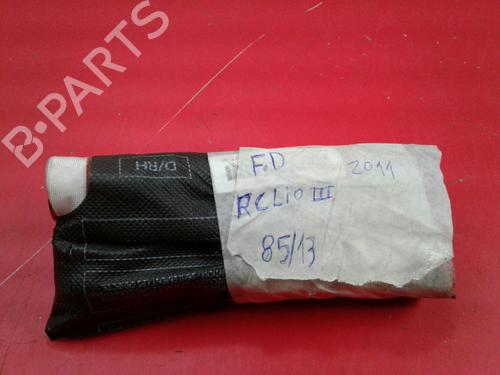 B-PARTS
D/RH
F.D
2011
R CLIO III
85/13